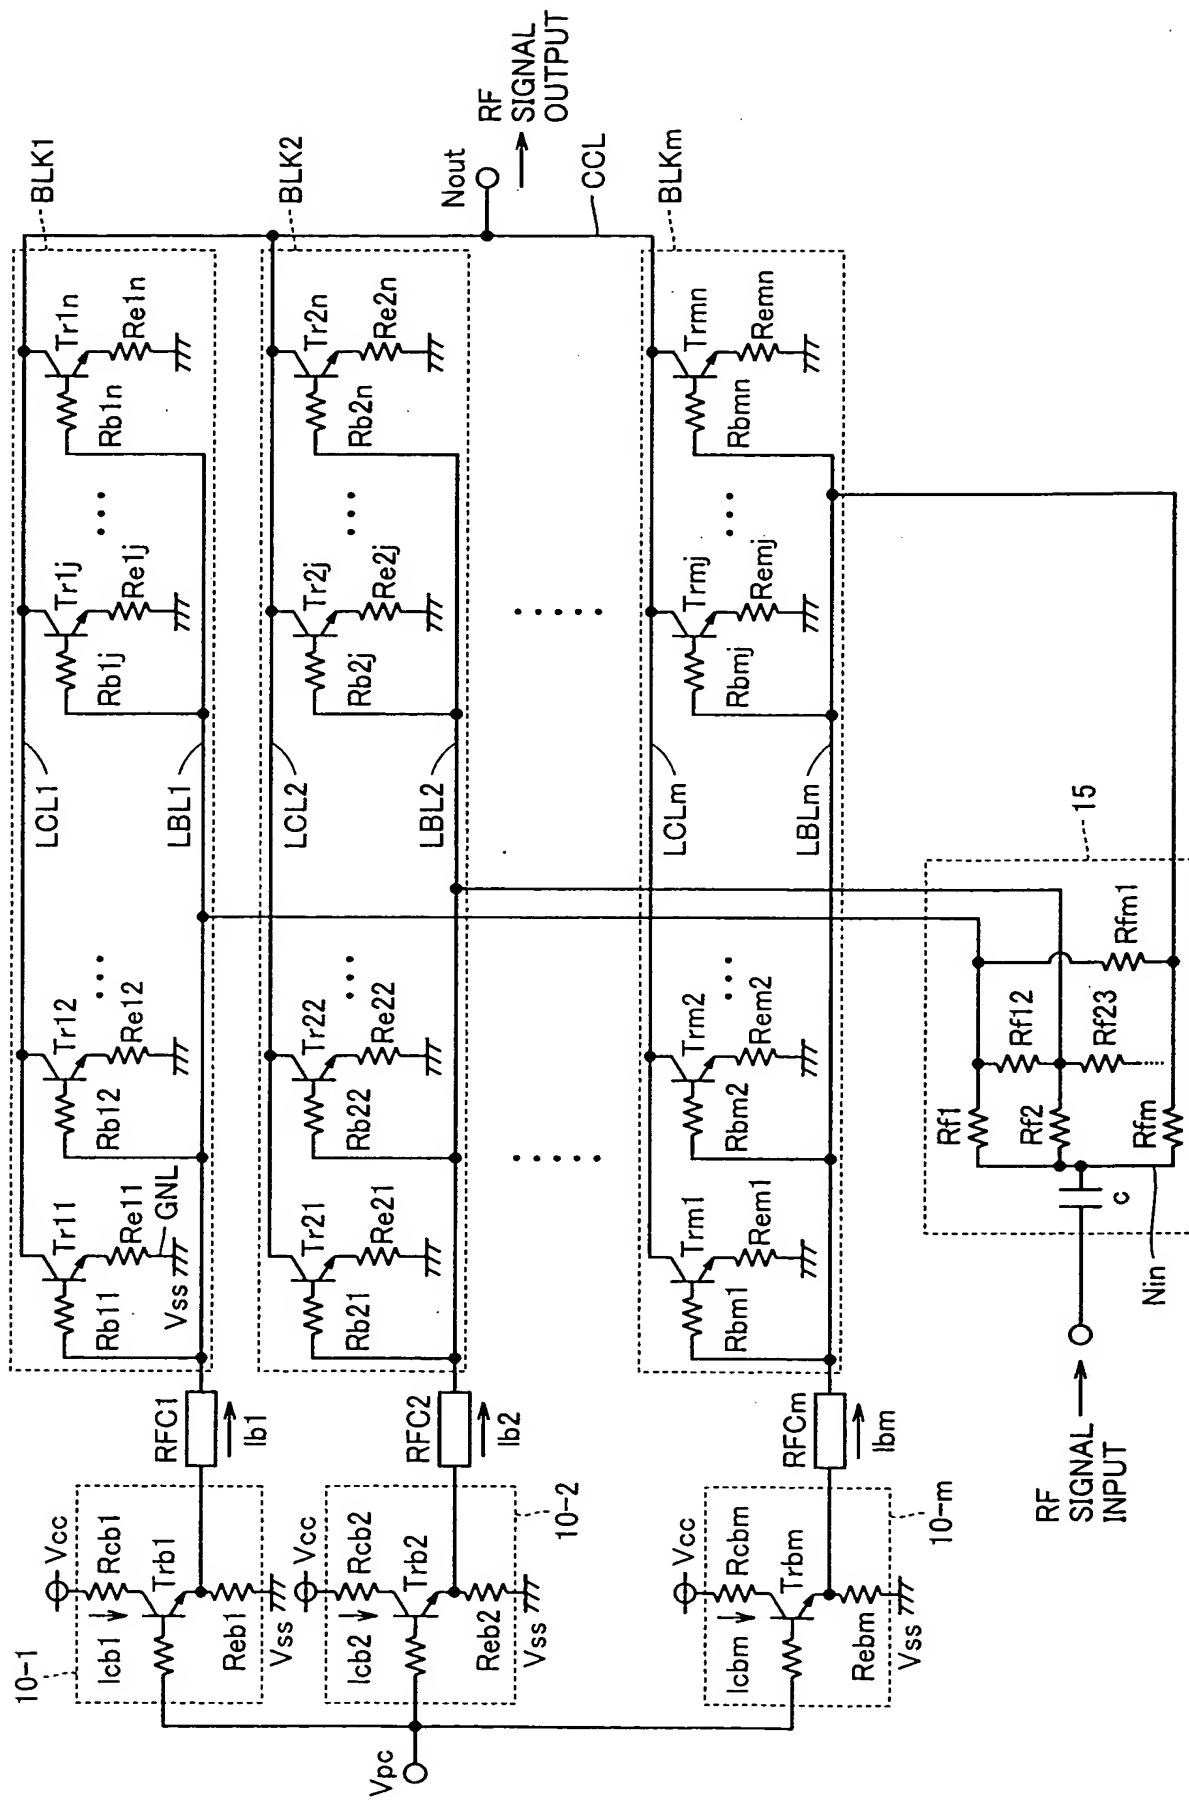 BLK1
LCL1
Tr11
Tr12
Tr1j
Tr1n
Rb11
Re11
GNL
Vss
Rb12
Re12
Rb1j
Re1j
Rb1n
Re1n
LBL1
10-1
Vcc
Icb1
Rcb1
Trb1
Reb1
Vss
RFC1
Ib1
BLK2
LCL2
Tr21
Tr22
Tr2j
Tr2n
Rb21
Re21
Rb22
Re22
Rb2j
Re2j
Rb2n
Re2n
LBL2
Vcc
Icb2
Rcb2
Trb2
Reb2
Vss
10-2
RFC2
Ib2
Vpc
Nout
RF
SIGNAL
OUTPUT
CCL
BLKm
LCLm
Trm1
Trm2
Trmj
Trmn
Rbm1
Rem1
Rbm2
Rem2
Rbmj
Remj
Rbmn
Remn
LBLm
Vcc
Icbm
Rcbm
Trbm
Rebm
Vss
10-m
RFCm
Ibm
15
Rf1
Rf12
Rf2
Rf23
Rfm
Rfm1
c
Nin
RF
SIGNAL
INPUT